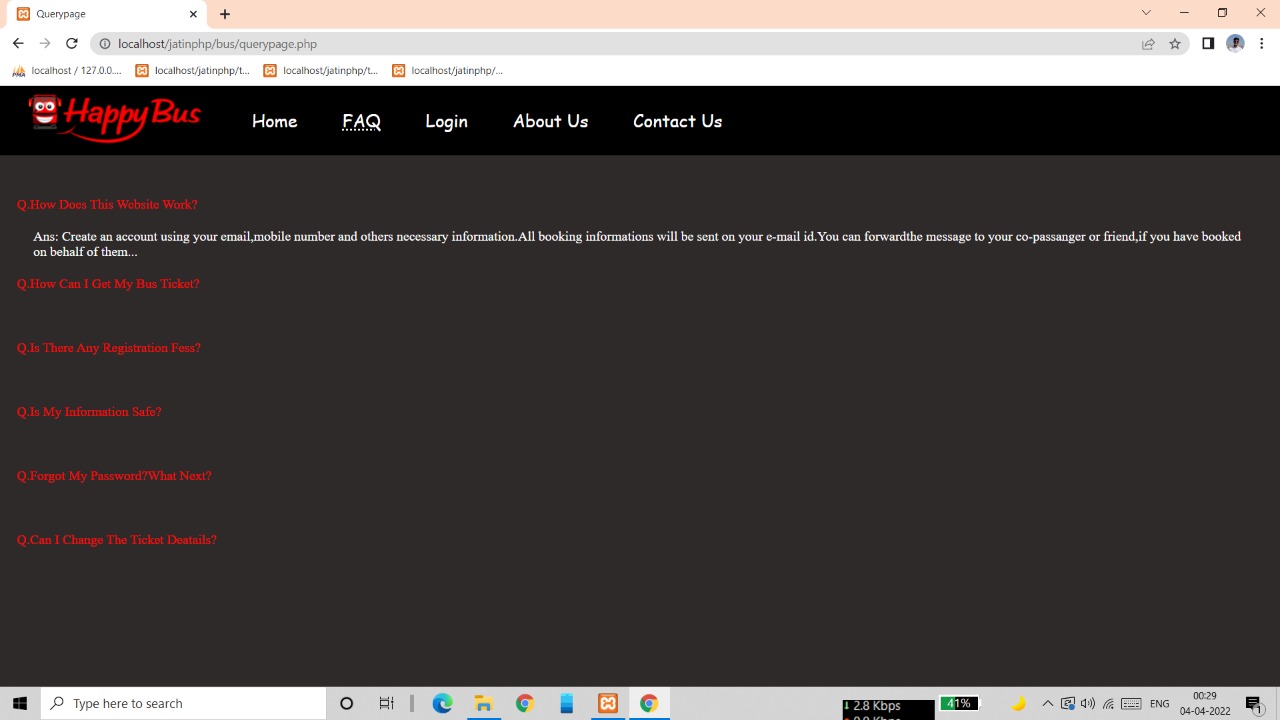 Querypage
localhost/jatinphp/bus/querypage.php
localhost / 127.0.0....
localhost/jatinphp/t...
localhost/jatinphp/t...
localhost/jatinphp/...
HappyBus
Home
FAQ
Login
About Us
Contact Us
Q.How Does This Website Work?
Ans: Create an account using your email,mobile number and others necessary information.All booking informations will be sent on your e-mail id.You can forwardthe message to your co-passanger or friend,if you have booked
on behalf of them...
Q.How Can I Get My Bus Ticket?
Q.Is There Any Registration Fess?
Q.Is My Information Safe?
Q.Forgot My Password?What Next?
Q.Can I Change The Ticket Deatails?
Type here to search
2.8 Kbps
41%
ENG
00:29
04-04-2022
1